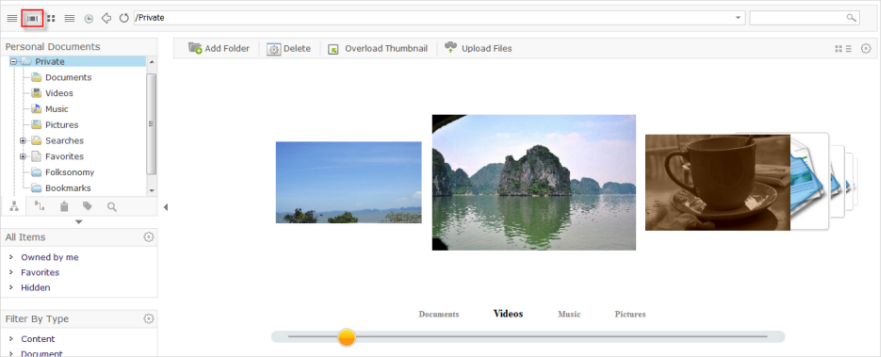 /Private
Personal Documents
Add Folder Delete Overload Thumbnail Upload Files
Private
Documents
Videos
Music
Pictures
Searches
Favorites
Folksonomy
Bookmarks
All Items
Owned by me
Favorites
Hidden
Documents Videos Music Pictures
Filter By Type
Content
Document